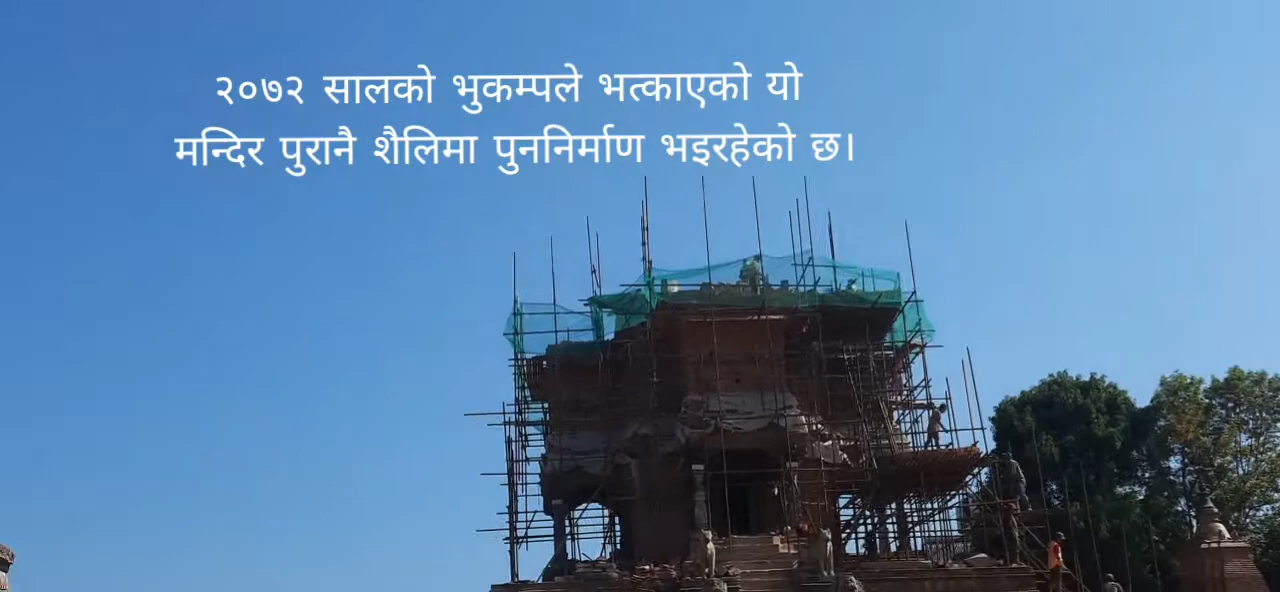 २०७२ सालको भुकम्पले भत्काएको यो
मन्दिर पुरानै शैलिमा पुननिर्माण भइरहेको छ।